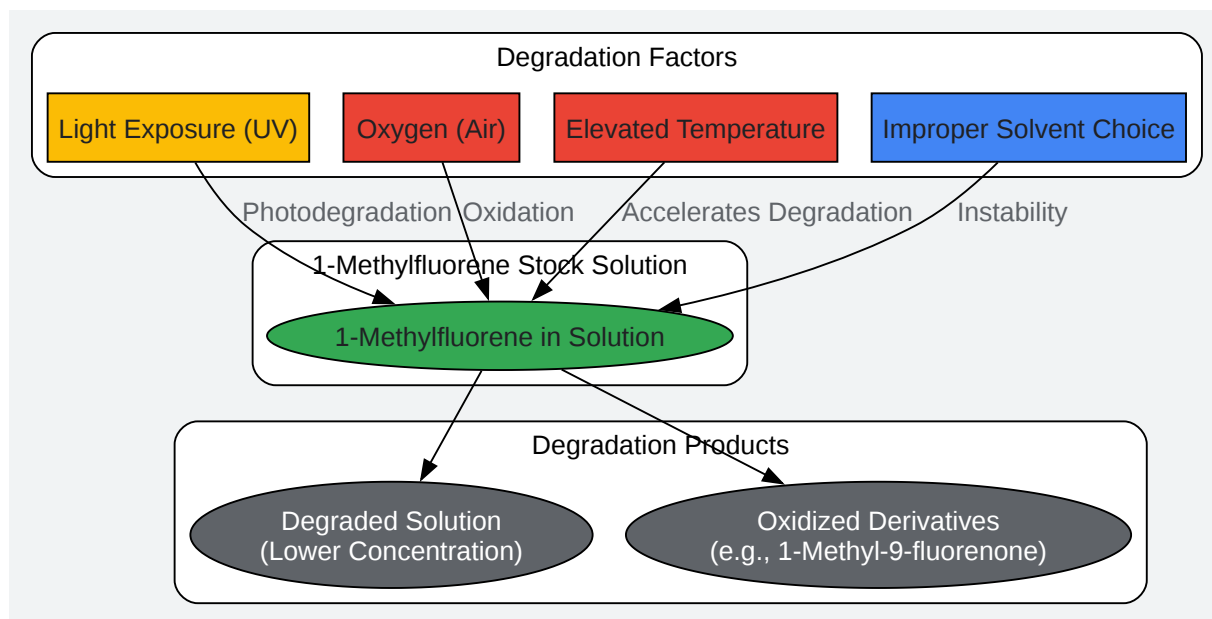 Degradation Factors
Light Exposure (UV)
Oxygen (Air)
Elevated Temperature
Improper Solvent Choice
Photodegradation
Oxidation
Accelerates Degradation
Instability
1-Methylfluorene Stock Solution
1-Methylfluorene in Solution
Degradation Products
Degraded Solution
(Lower Concentration)
Oxidized Derivatives
(e.g., 1-Methyl-9-fluorenone)